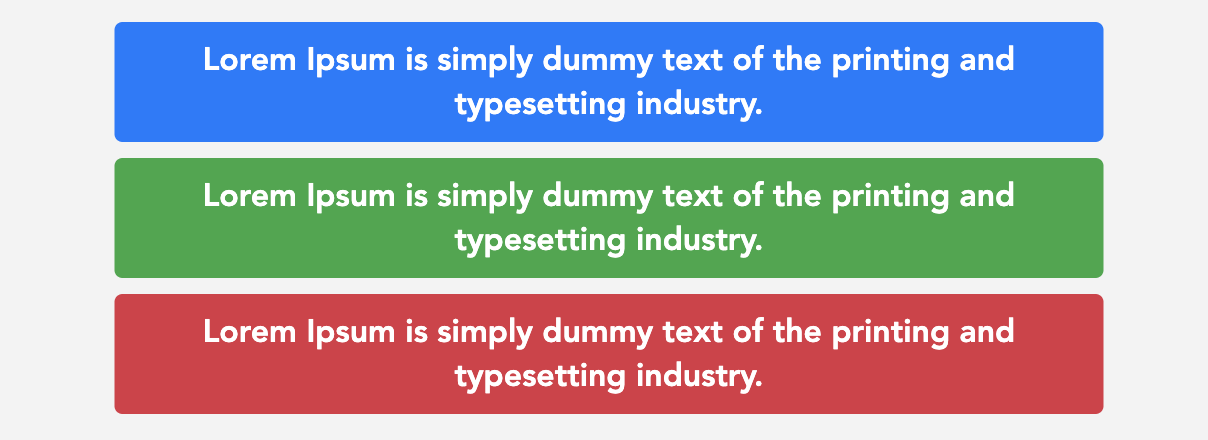 Lorem Ipsum is simply dummy text of the printing and
typesetting industry.
Lorem Ipsum is simply dummy text of the printing and
typesetting industry.
Lorem Ipsum is simply dummy text of the printing and
typesetting industry.